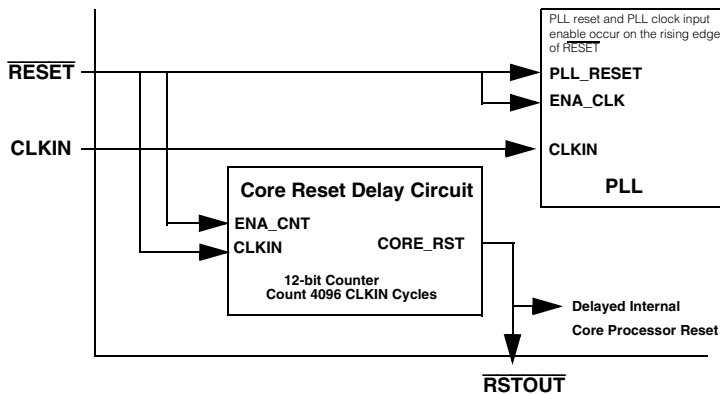 PLL reset and PLL clock input
enable occur on the rising edge
of RESET
RESET
PLL_RESET
ENA_CLK
CLKIN
CLKIN
PLL
Core Reset Delay Circuit
ENA_CNT
CLKIN
CORE_RST
12-bit Counter
Count 4096 CLKIN Cycles
Delayed Internal
Core Processor Reset
RSTOUT